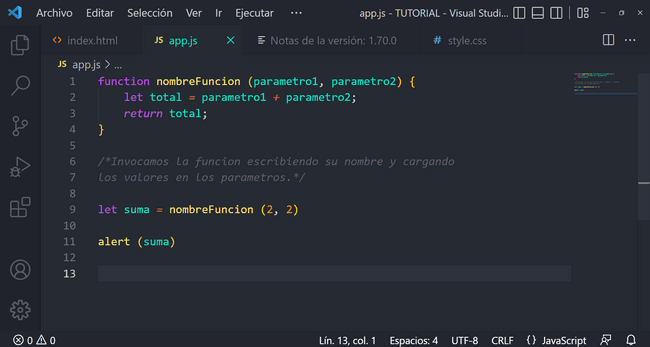 Archivo Editar Selección Ver Ir Ejecutar ··· app.js - TUTORIAL - Visual Studi...
index.html app.js Notas de la versión: 1.70.0 style.css
JS app.js > ...
1 function nombreFuncion (parametro1, parametro2) {
2 let total = parametro1 + parametro2;
3 return total;
4 }
5
6 /*Invocamos la funcion escribiendo su nombre y cargando
7 los valores en los parametros.*/
8
9 let suma = nombreFuncion (2, 2)
10
11 alert (suma)
12
13
0 0 Lín. 13, col. 1 Espacios: 4 UTF-8 CRLF {} JavaScript